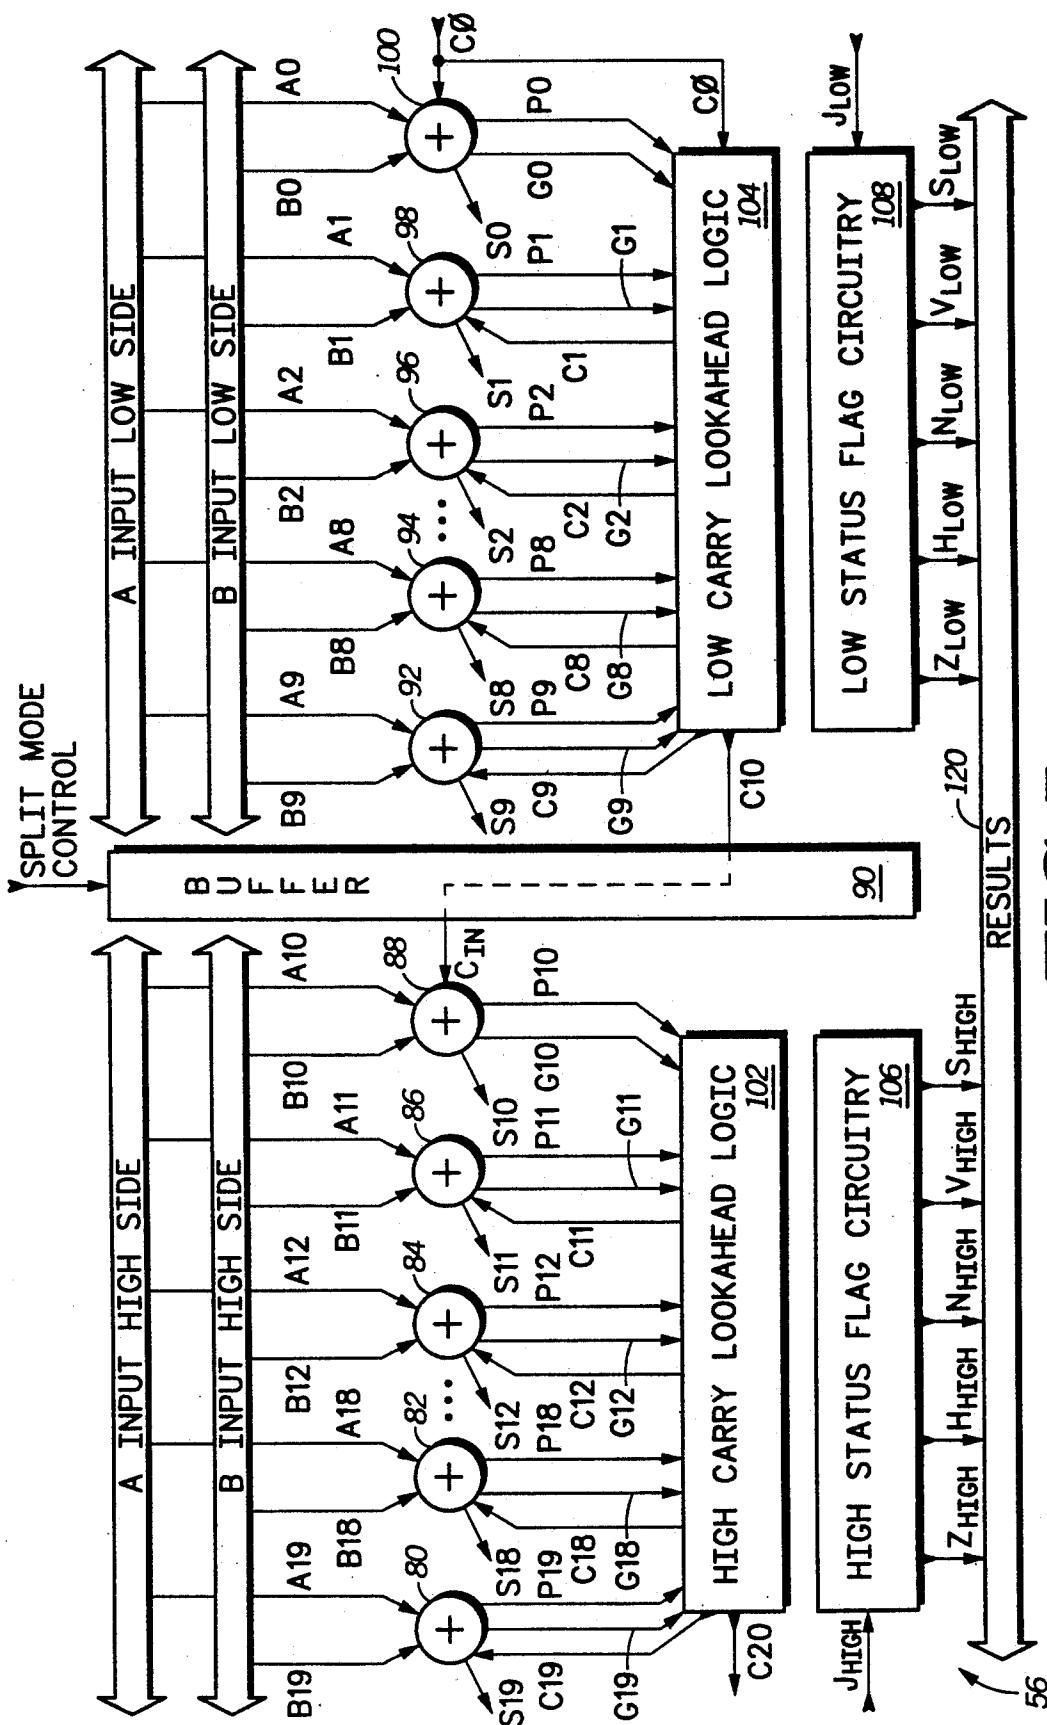 SPLIT MODE
CONTROL
A INPUT HIGH SIDE
A INPUT LOW SIDE
B INPUT HIGH SIDE
B INPUT LOW SIDE
BUFFER
90
B19 A19 B18 A18 B12 A12 B11 A11 B10 A10
B9 A9 B8 A8 B2 A2 B1 A1 B0 A0
80 82 84 86 88
92 94 96 98 100
+ + ... + + +
+ + ... + + +
CIN
CØ
S19 S18 S12 S11 S10
S9 S8 S2 S1 S0
C19 P19 P18 P12 P11 P10
C9 P9 P8 P2 P1 P0
C18 C12 C11 G10
C8 C2 C1 G0
G19 G18 G12 G11
G9 G8 G2 G1
CØ
HIGH CARRY LOOKAHEAD LOGIC
102
LOW CARRY LOOKAHEAD LOGIC
104
C20
C10
JHIGH
HIGH STATUS FLAG CIRCUITRY
106
LOW STATUS FLAG CIRCUITRY
108
JLOW
ZHIGH HHIGH NHIGH VHIGH SHIGH
ZLOW HLOW NLOW VLOW SLOW
RESULTS
120
56